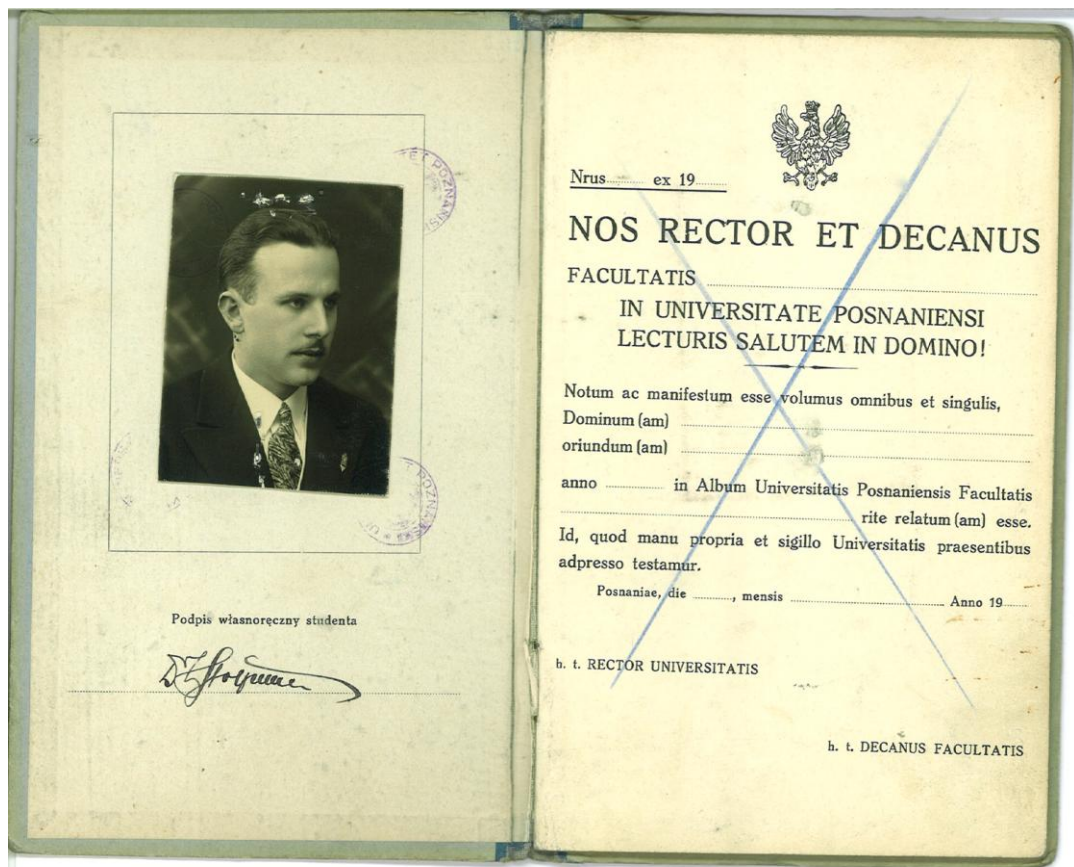 ET POZNAŃSK
T POZNA
Podpis własnoręczny studenta
Nrus ex 19
NOS RECTOR ET DECANUS
FACULTATIS
IN UNIVERSITATE POSNANIENSI
LECTURIS SALUTEM IN DOMINO!
Notum ac manifestum esse volumus omnibus et singulis,
Dominum (am)
oriundum (am)
anno in Album Universitatis Posnaniensis Facultatis
rite relatum (am) esse.
Id, quod manu propria et sigillo Universitatis praesentibus
adpresso testamur.
Posnaniae, die , mensis Anno 19
h. t. RECTOR UNIVERSITATIS
h. t. DECANUS FACULTATIS